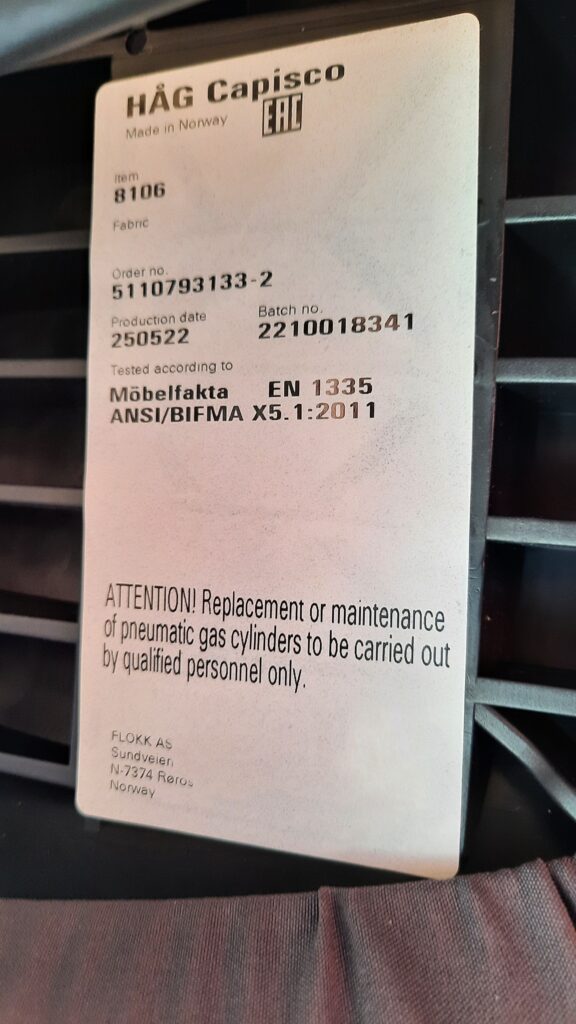 HÅG Capisco
Made in Norway EAC
Item
8106
Fabric
Order no.
5110793133-2
Production date Batch no.
250522 2210018341
Tested according to
Möbelfakta EN 1335
ANSI/BIFMA X5.1:2011
ATTENTION! Replacement or maintenance
of pneumatic gas cylinders to be carried out
by qualified personnel only.
FLOKK AS
Sundveien
N-7374 Røros
Norway